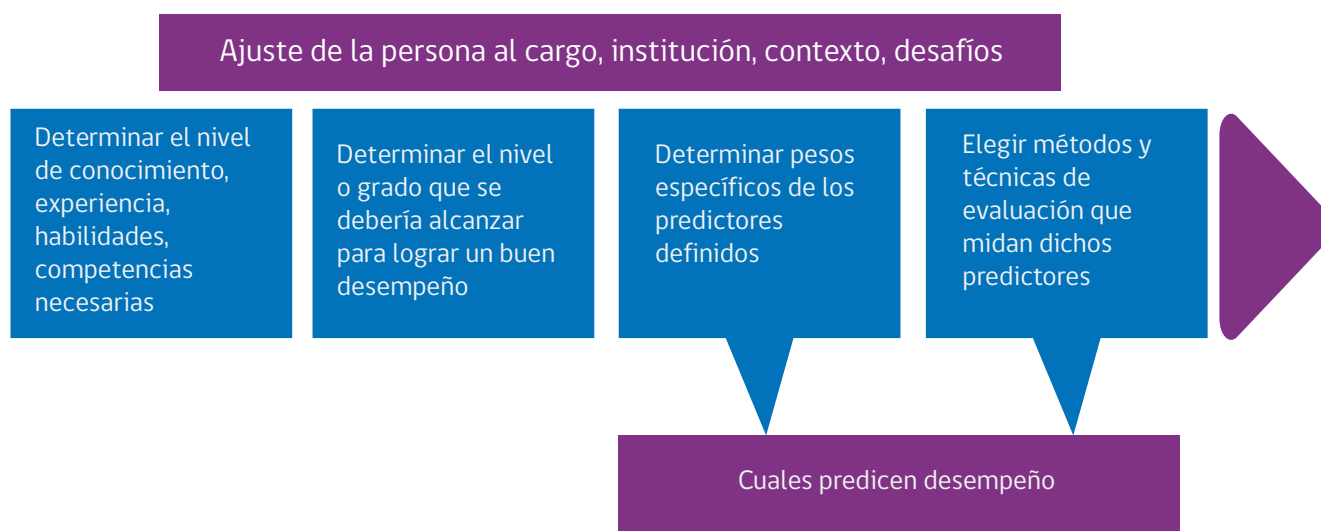 Ajuste de la persona al cargo, institución, contexto, desafíos
Determinar el nivel
de conocimiento,
experiencia,
habilidades,
competencias
necesarias
Determinar el nivel
o grado que se
debería alcanzar
para lograr un buen
desempeño
Determinar pesos
específicos de los
predictores
definidos
Elegir métodos y
técnicas de
evaluación que
midan dichos
predictores
Cuales predicen desempeño